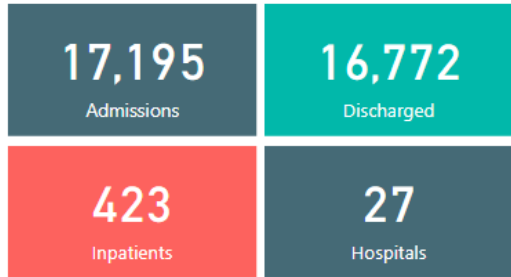 17,195
Admissions
16,772
Discharged
423
Inpatients
27
Hospitals